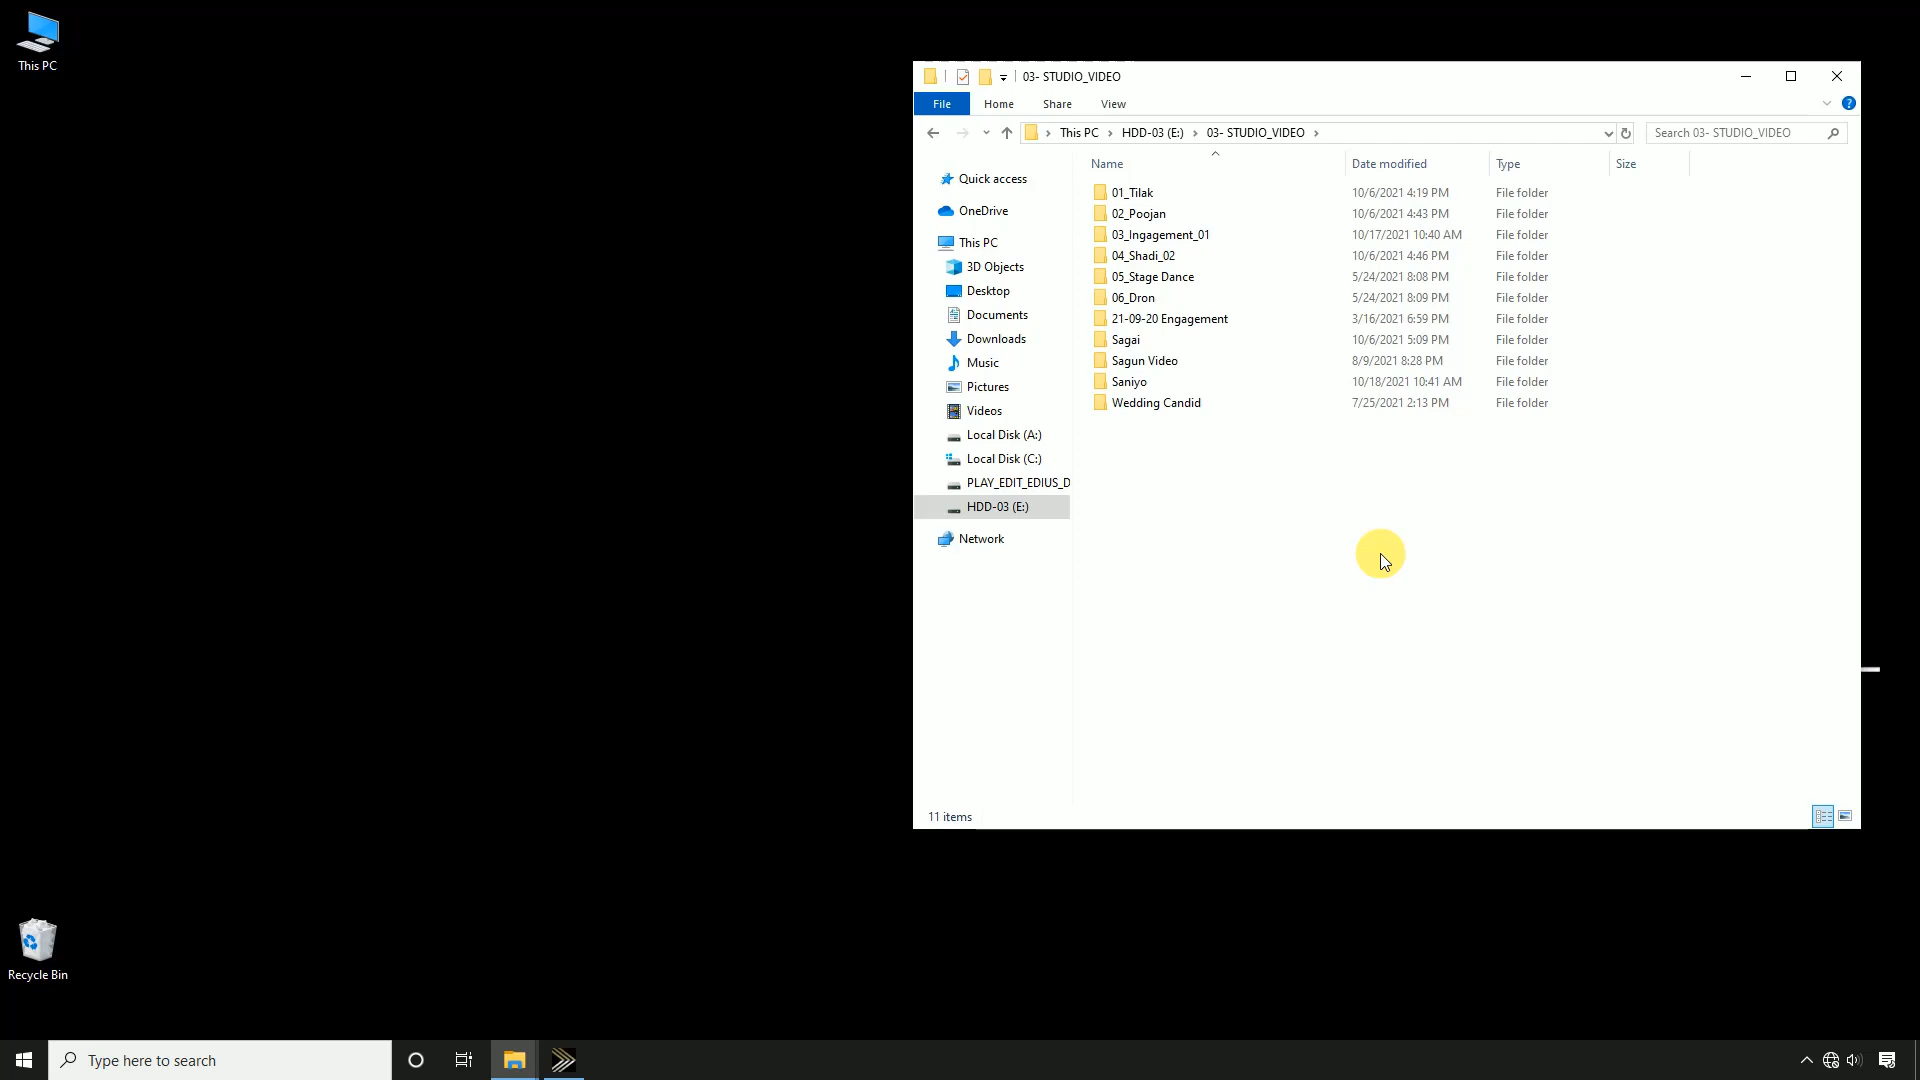 This PC
03- STUDIO_VIDEO
File Home Share View
This PC HDD-03 (E:) 03- STUDIO_VIDEO
Search 03- STUDIO_VIDEO
Name Date modified Type Size
Quick access
OneDrive
This PC
3D Objects
Desktop
Documents
Downloads
Music
Pictures
Videos
Local Disk (A:)
Local Disk (C:)
PLAY_EDIT_EDIUS_D
HDD-03 (E:)
Network
01_Tilak 10/6/2021 4:19 PM File folder
02_Poojan 10/6/2021 4:43 PM File folder
03_Ingagement_01 10/17/2021 10:40 AM File folder
04_Shadi_02 10/6/2021 4:46 PM File folder
05_Stage Dance 5/24/2021 8:08 PM File folder
06_Dron 5/24/2021 8:09 PM File folder
21-09-20 Engagement 3/16/2021 6:59 PM File folder
Sagai 10/6/2021 5:09 PM File folder
Sagun Video 8/9/2021 8:28 PM File folder
Saniyo 10/18/2021 10:41 AM File folder
Wedding Candid 7/25/2021 2:13 PM File folder
11 items
Recycle Bin
Type here to search